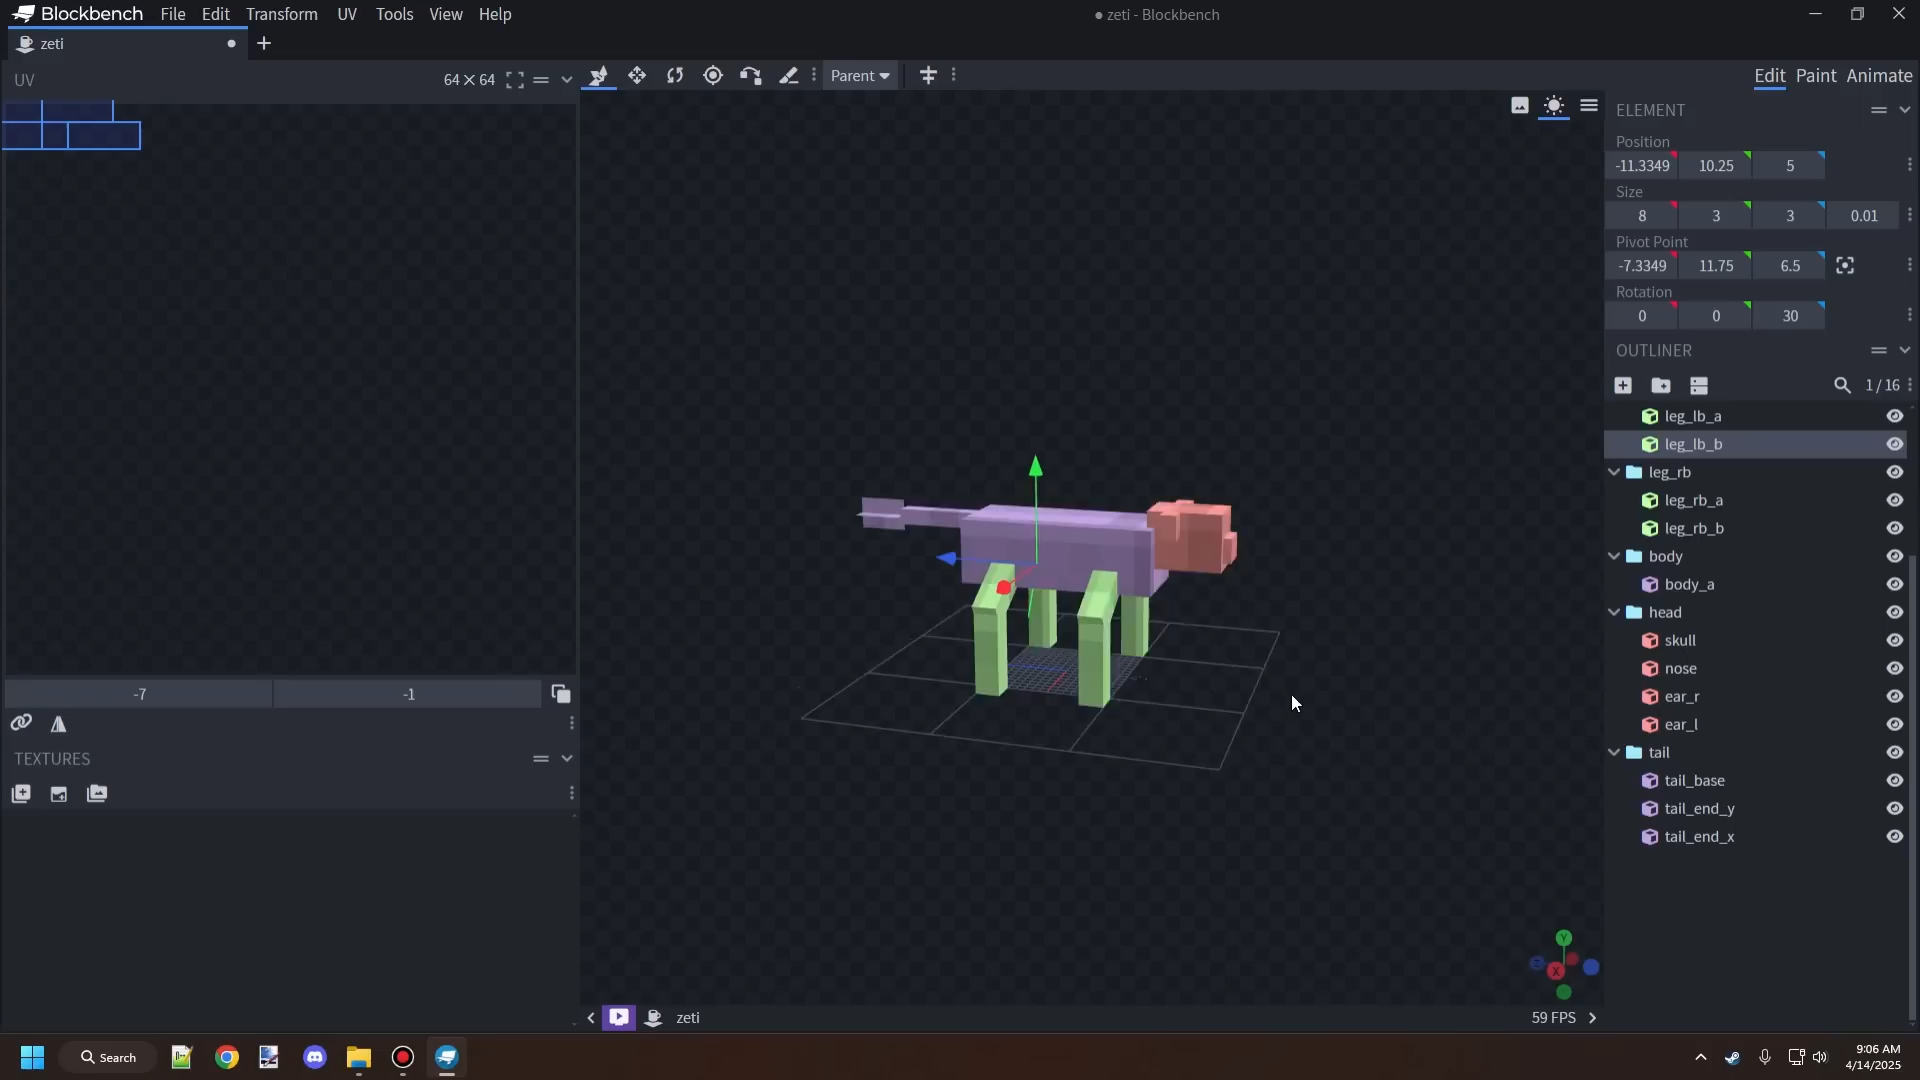 Blockbench File Edit Transform UV Tools View Help
● zeti - Blockbench
zeti
UV
64 × 64
Parent
Edit Paint Animate
ELEMENT
Position
-11.3349 10.25 5
Size
8 3 3 0.01
Pivot Point
-7.3349 11.75 6.5
Rotation
0 0 30
OUTLINER
1 / 16
leg_lb_a
leg_lb_b
leg_rb
leg_rb_a
leg_rb_b
body
body_a
head
skull
nose
ear_r
ear_l
tail
tail_base
tail_end_y
tail_end_x
-7 -1
TEXTURES
Y
Z
X
zeti
59 FPS
Search
9:06 AM
4/14/2025